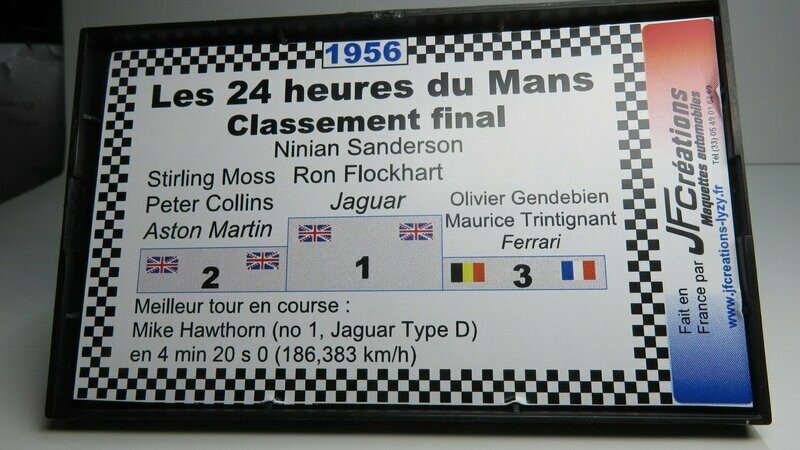 1956
Les 24 heures du Mans
Classement final
Ninian Sanderson
Ron Flockhart
Jaguar
1
Stirling Moss
Peter Collins
Aston Martin
2
Olivier Gendebien
Maurice Trintignant
Ferrari
3
Meilleur tour en course :
Mike Hawthorn (no 1, Jaguar Type D)
en 4 min 20 s 0 (186,383 km/h)
Fait en
France par
JFCréations
Maquettes automobiles
www.jfcreations-lyzy.fr